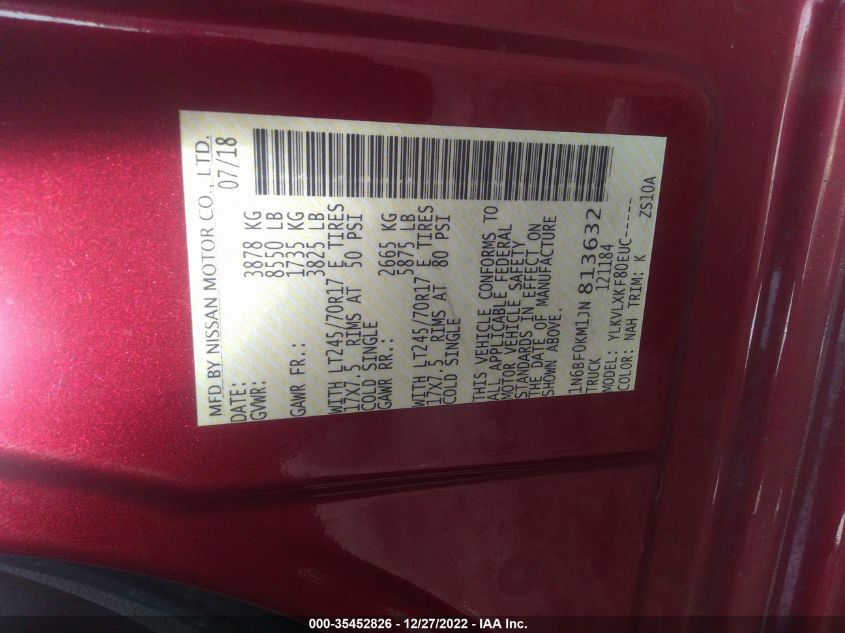 MFD BY NISSAN MOTOR CO., LTD.
DATE: 07/18
GVWR: 3878 KG
8550 LB
GAWR FR.: 1735 KG
3825 LB
WITH LT245/70R17 E TIRES
17X7.5 RIMS AT 50 PSI
COLD SINGLE
GAWR RR.: 2665 KG
5875 LB
WITH LT245/70R17 E TIRES
17X7.5 RIMS AT 80 PSI
COLD SINGLE
THIS VEHICLE CONFORMS TO
ALL APPLICABLE FEDERAL
MOTOR VEHICLE SAFETY
STANDARDS IN EFFECT ON
THE DATE OF MANUFACTURE
SHOWN ABOVE.
1N6BF0KM1JN813632
TRUCK 121184
MODEL: YLKVLXKF80EUC-----
COLOR: NAH TRIM: K ZS10A
000-35452826 - 12/27/2022 - IAA Inc.